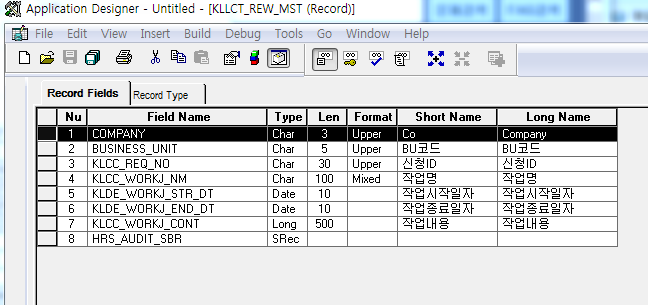 Application Designer - Untitled - [KLLCT_REW_MST (Record)]
File Edit View Insert Build Debug Tools Go Window Help
Record Fields Record Type
Nu Field Name Type Len Format Short Name Long Name
1 COMPANY Char 3 Upper Co Company
2 BUSINESS_UNIT Char 5 Upper BU코드 BU코드
3 KLCC_REQ_NO Char 30 Upper 신청ID 신청ID
4 KLCC_WORKJ_NM Char 100 Mixed 작업명 작업명
5 KLDE_WORKJ_STR_DT Date 10 작업시작일자 작업시작일자
6 KLDE_WORKJ_END_DT Date 10 작업종료일자 작업종료일자
7 KLCC_WORKJ_CONT Long 500 작업내용 작업내용
8 HRS_AUDIT_SBR SRec